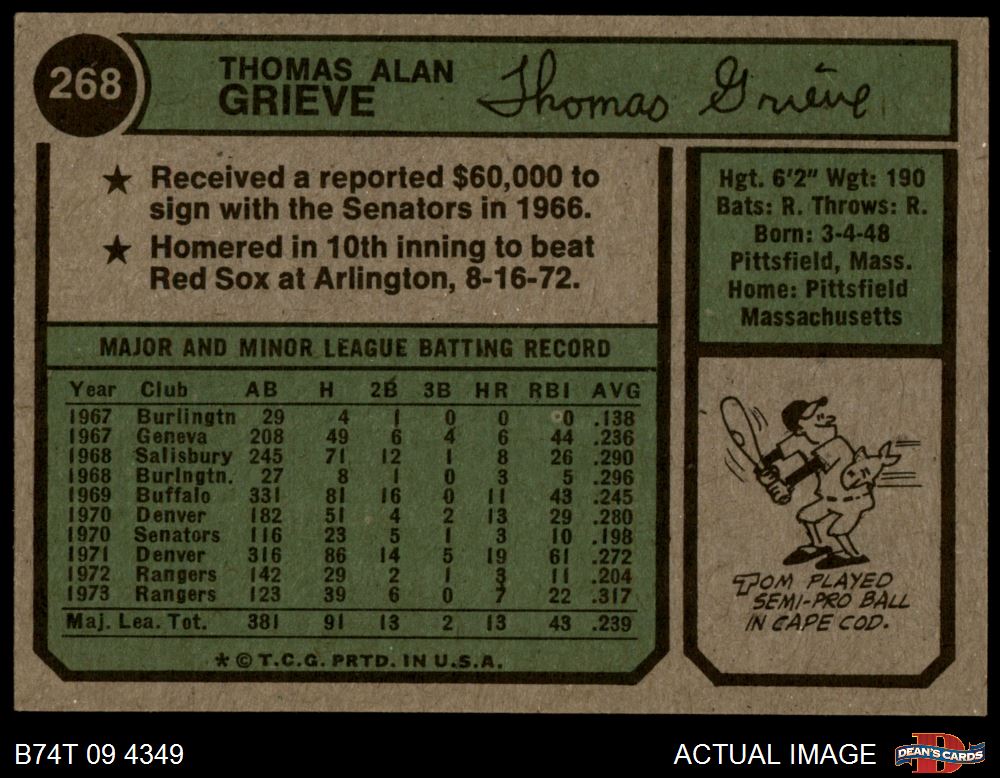 268
THOMAS ALAN
GRIEVE
Thomas Grieve
★ Received a reported $60,000 to
sign with the Senators in 1966.
★ Homered in 10th inning to beat
Red Sox at Arlington, 8-16-72.
Hgt. 6'2" Wgt: 190
Bats: R. Throws: R.
Born: 3-4-48
Pittsfield, Mass.
Home: Pittsfield
Massachusetts
MAJOR AND MINOR LEAGUE BATTING RECORD
Year Club AB H 2B 3B HR RBI AVG
1967 Burlingtn 29 4 1 0 0 0 .138
1967 Geneva 208 49 6 4 6 44 .236
1968 Salisbury 245 71 12 1 8 26 .290
1968 Burlngtn. 27 8 1 0 3 5 .296
1969 Buffalo 331 81 16 0 11 43 .245
1970 Denver 182 51 4 2 13 29 .280
1970 Senators 116 23 5 1 3 10 .198
1971 Denver 316 86 14 5 19 61 .272
1972 Rangers 142 29 2 1 3 11 .204
1973 Rangers 123 39 6 0 7 22 .317
Maj. Lea. Tot. 381 91 13 2 13 43 .239
* © T.C.G. PRTD. IN U.S.A.
TOM PLAYED
SEMI-PRO BALL
IN CAPE COD.
B74T 09 4349
ACTUAL IMAGE
D
DEAN'S CARDS